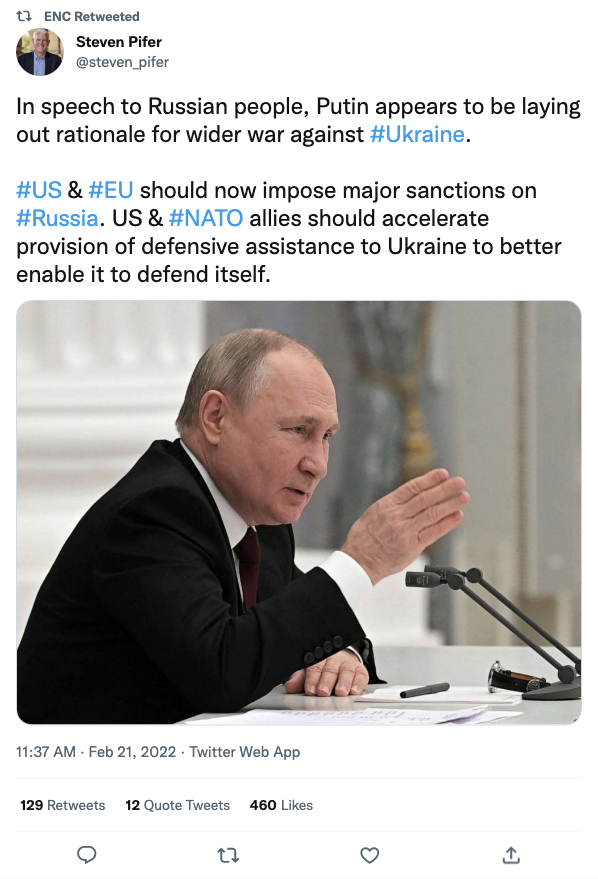 ENC Retweeted
Steven Pifer
@steven_pifer
In speech to Russian people, Putin appears to be laying
out rationale for wider war against #Ukraine.
#US & #EU should now impose major sanctions on
#Russia. US & #NATO allies should accelerate
provision of defensive assistance to Ukraine to better
enable it to defend itself.
11:37 AM · Feb 21, 2022 · Twitter Web App
129 Retweets 12 Quote Tweets 460 Likes